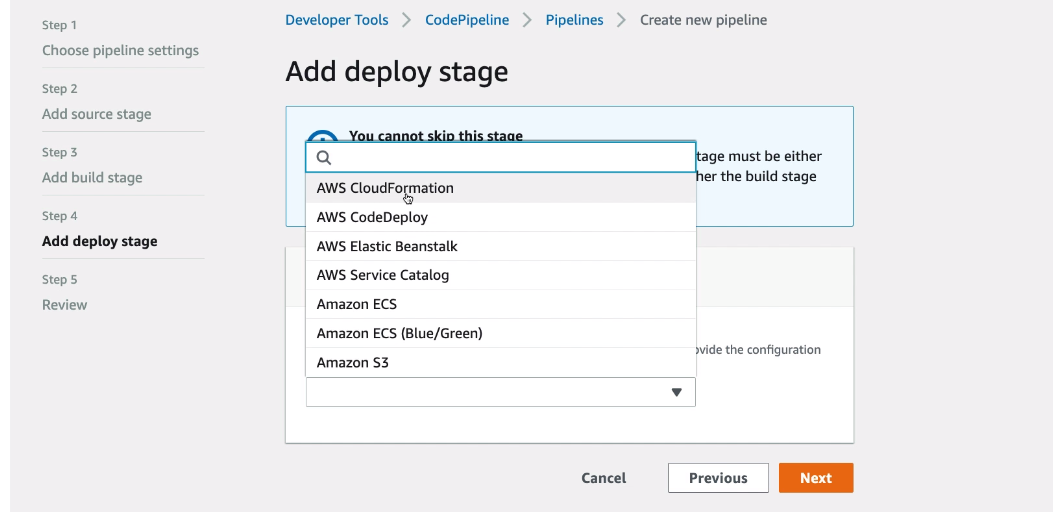 Step 1
Choose pipeline settings
Step 2
Add source stage
Step 3
Add build stage
Step 4
Add deploy stage
Step 5
Review
Developer Tools > CodePipeline > Pipelines > Create new pipeline
Add deploy stage
You cannot skip this stage
tage must be either
her the build stage
AWS CloudFormation
AWS CodeDeploy
AWS Elastic Beanstalk
AWS Service Catalog
Amazon ECS
Amazon ECS (Blue/Green)
Amazon S3
ovide the configuration
Cancel
Previous
Next